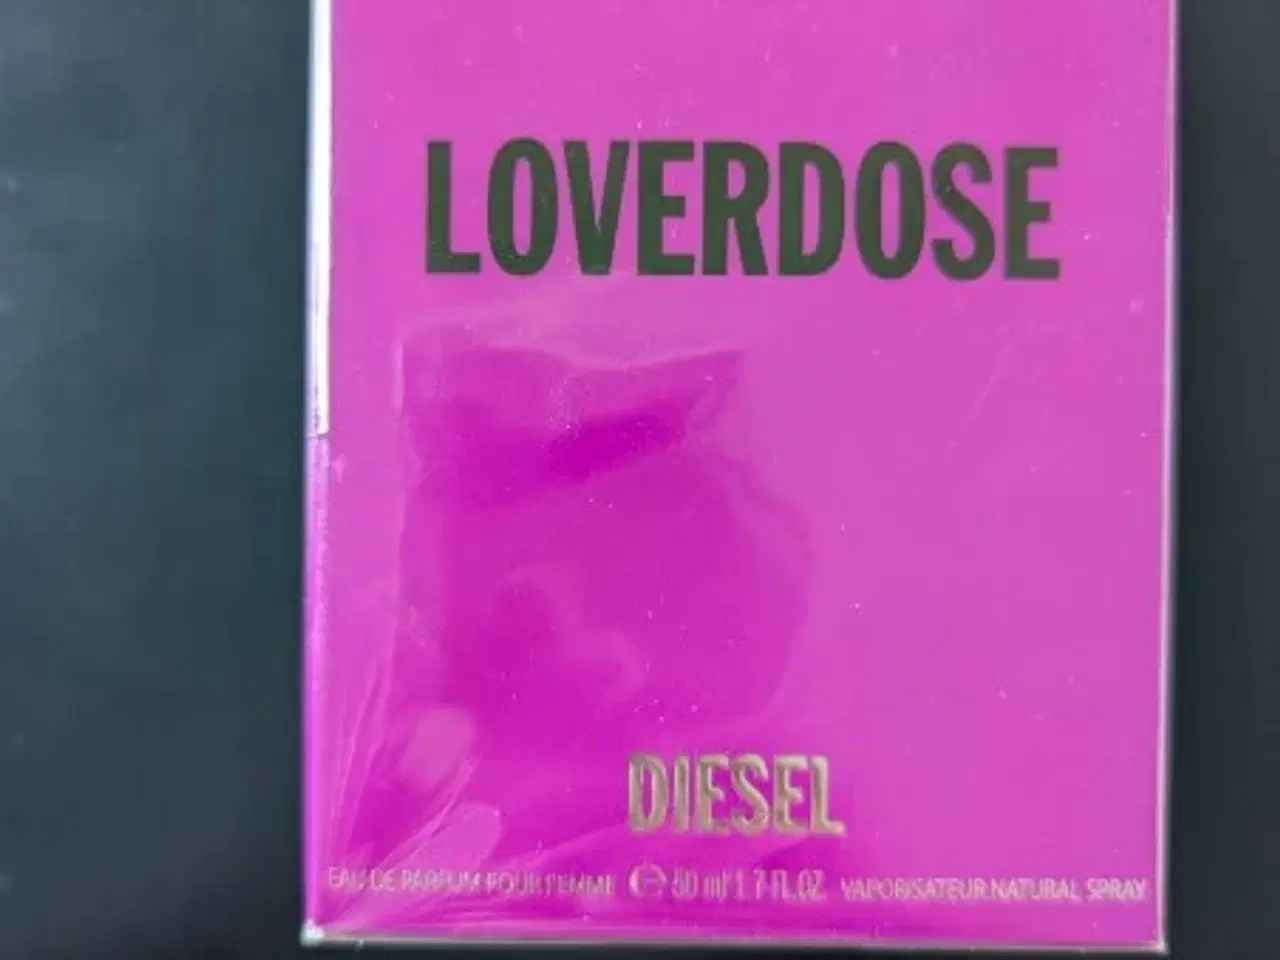 LOVERDOSE
DIESEL
EAU DE PARFUM POUR FEMME ℮ 50 ml 1.7 FL.OZ. VAPORISATEUR NATURAL SPRAY